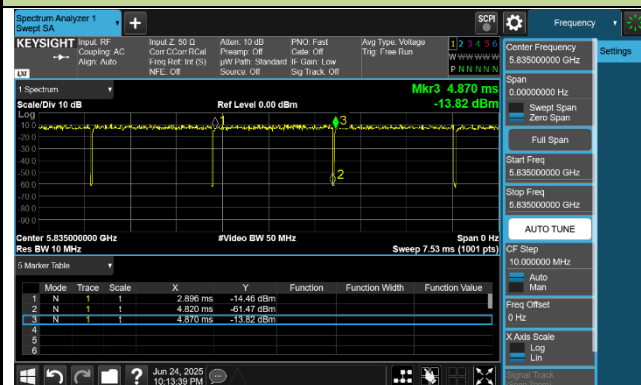 Spectrum Analyzer 1
Swept SA
SCPI
Frequency
KEYSIGHT
Input: RF
Coupling: AC
Align: Auto
Input Z: 50 Ω
Corr CCorr RCal
Freq Ref: Int (S)
NFE: Off
Atten: 10 dB
Preamp: Off
µW Path: Standard
Source: Off
PNO: Fast
Gate: Off
IF Gain: Low
Sig Track: Off
Avg Type: Voltage
Trig: Free Run
1 2 3 4 5 6
W W W W W W
P N N N N N
LXI
1 Spectrum
Mkr3 4.870 ms
Scale/Div 10 dB
Ref Level 0.00 dBm
-13.82 dBm
Log
-10.0
-20.0
-30.0
-40.0
-50.0
-60.0
-70.0
-80.0
-90.0
1
3
2
Center 5.835000000 GHz
#Video BW 50 MHz
Span 0 Hz
Res BW 10 MHz
Sweep 7.53 ms (1001 pts)
5 Marker Table
Mode Trace Scale X Y Function Function Width Function Value
1 N 1 t 2.896 ms -14.46 dBm
2 N 1 t 4.820 ms -61.47 dBm
3 N 1 t 4.870 ms -13.82 dBm
4
5
6
Jun 24, 2025
10:13:39 PM
Center Frequency
5.835000000 GHz
Settings
Span
0.00000000 Hz
Swept Span
Zero Span
Full Span
Start Freq
5.835000000 GHz
Stop Freq
5.835000000 GHz
AUTO TUNE
CF Step
10.000000 MHz
Auto
Man
Freq Offset
0 Hz
X Axis Scale
Log
Lin
Signal Track